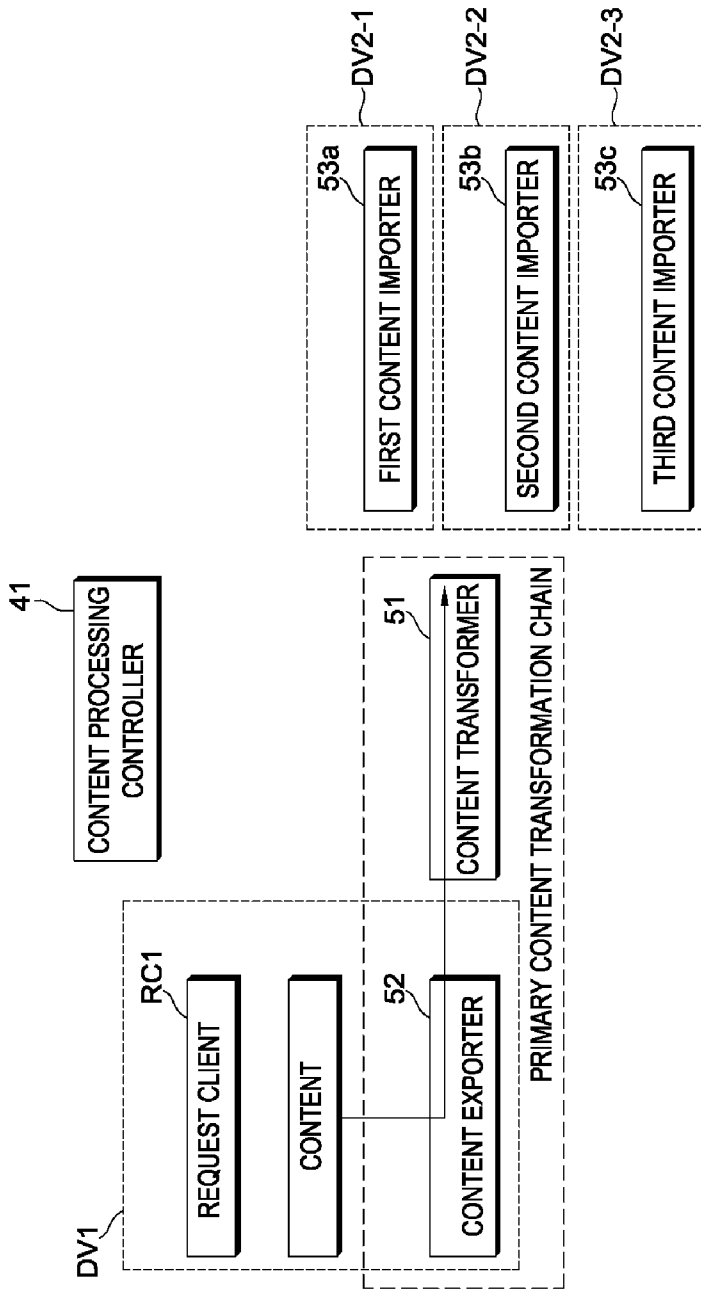 41
CONTENT PROCESSING
CONTROLLER
DV1
RC1
REQUEST CLIENT
CONTENT
52
CONTENT EXPORTER
51
CONTENT TRANSFORMER
PRIMARY CONTENT TRANSFORMATION CHAIN
DV2-1
53a
FIRST CONTENT IMPORTER
DV2-2
53b
SECOND CONTENT IMPORTER
DV2-3
53c
THIRD CONTENT IMPORTER